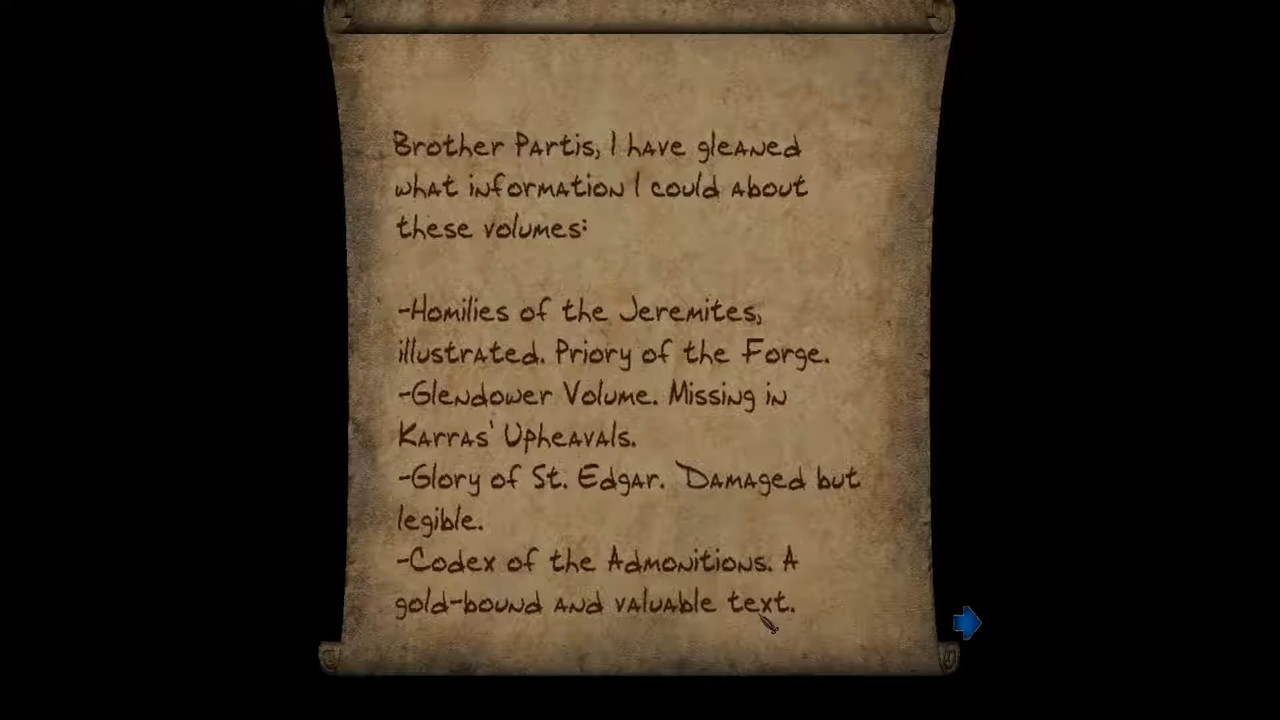 Brother Partis, I have gleaned
what information I could about
these volumes:
-Homilies of the Jeremites,
illustrated. Priory of the Forge.
-Glendower Volume. Missing in
Karras' Upheavals.
-Glory of St. Edgar. Damaged but
legible.
-Codex of the Admonitions. A
gold-bound and valuable text.